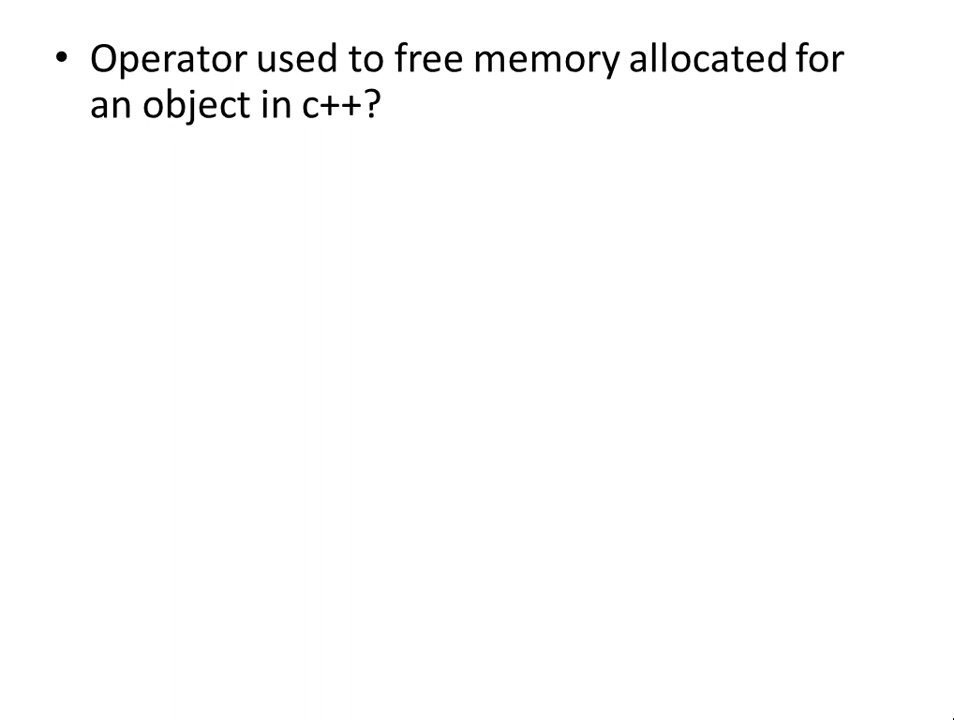 • Operator used to free memory allocated for
an object in c++?